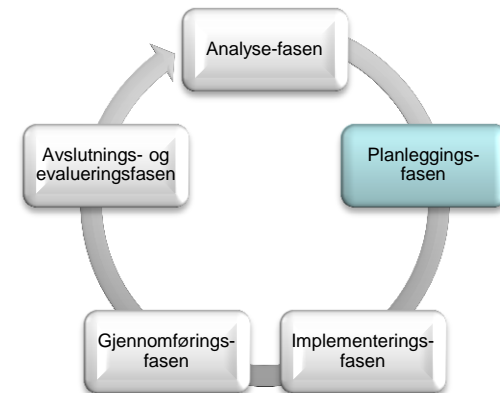 Analyse-fasen
Planleggings-
fasen
Implementerings-
fasen
Gjennomførings-
fasen
Avslutnings- og
evalueringsfasen